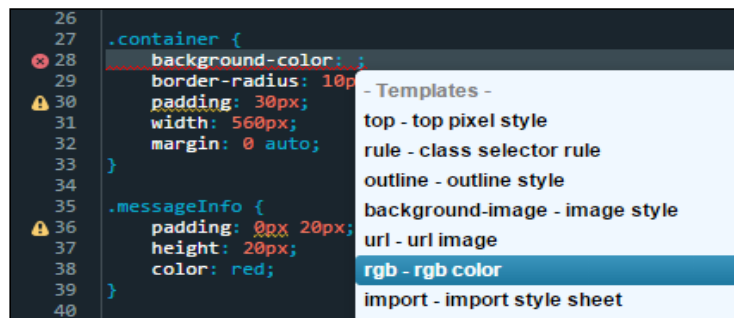 26
27 .container {
28 background-color: ;
29 border-radius: 10p
30 padding: 30px;
31 width: 560px;
32 margin: 0 auto;
33 }
34
35 .messageInfo {
36 padding: 0px 20px;
37 height: 20px;
38 color: red;
39 }
40
- Templates -
top - top pixel style
rule - class selector rule
outline - outline style
background-image - image style
url - url image
rgb - rgb color
import - import style sheet